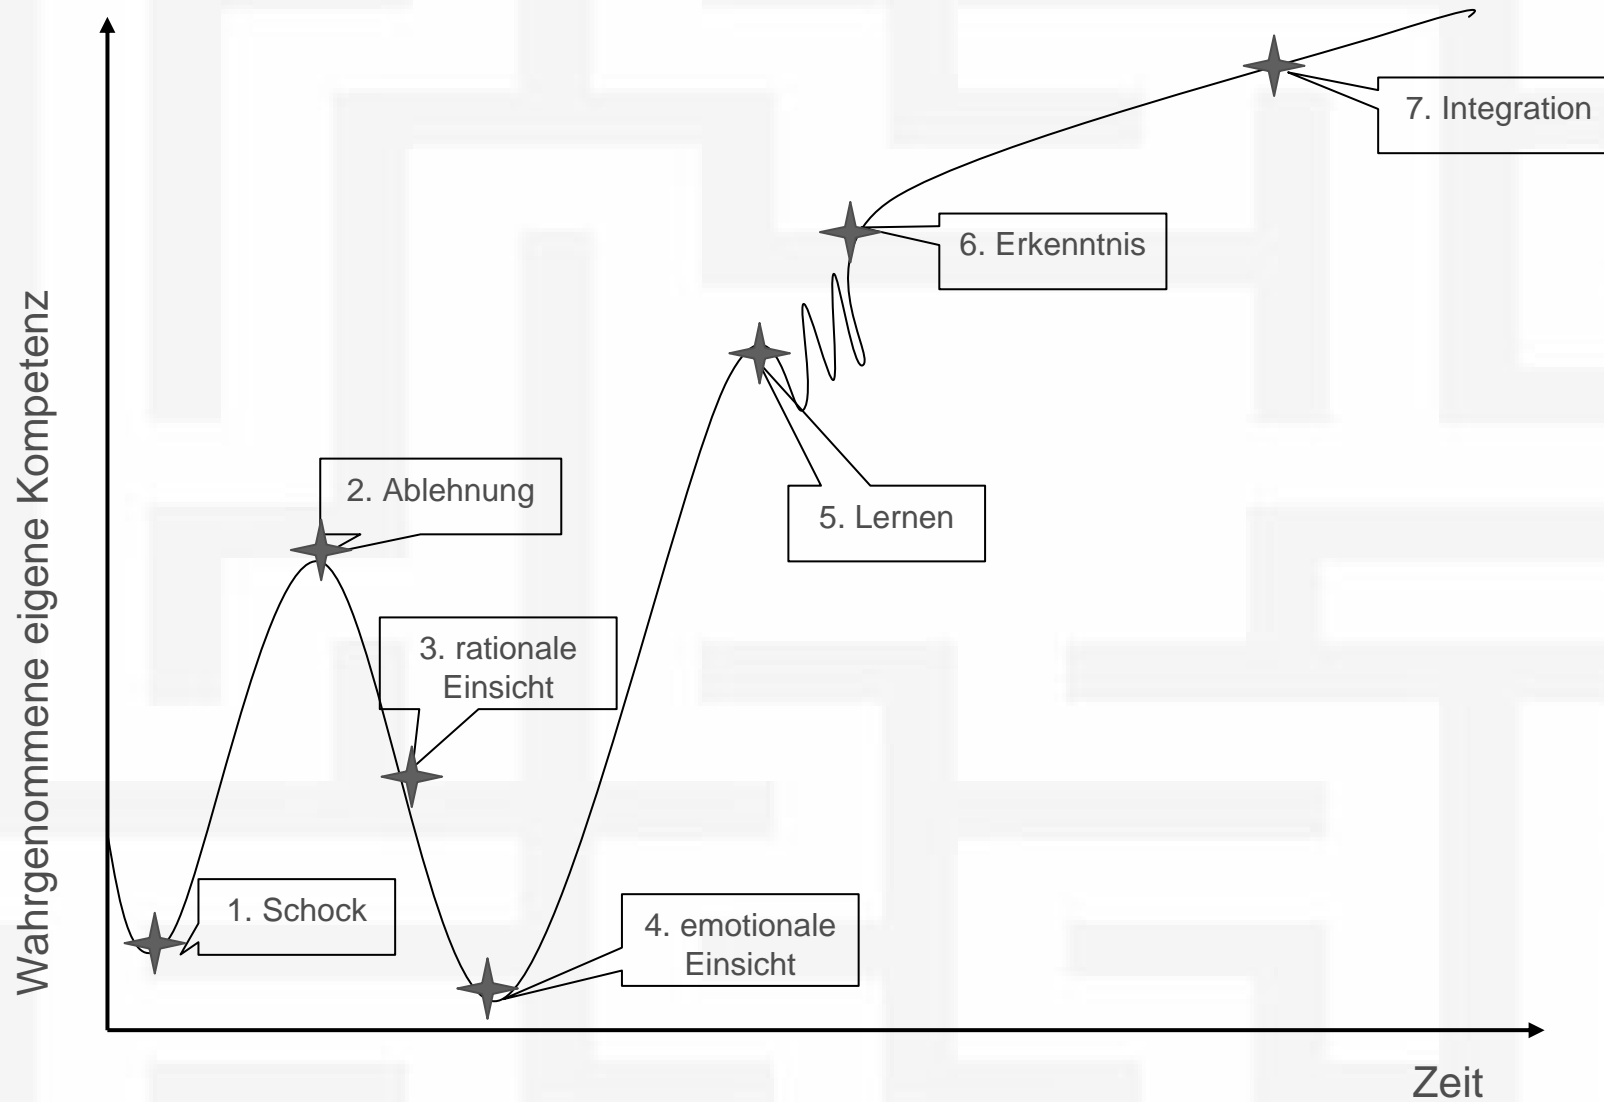 Wahrgenommene eigene Kompetenz
1. Schock
2. Ablehnung
3. rationale
Einsicht
4. emotionale
Einsicht
5. Lernen
6. Erkenntnis
7. Integration
Zeit